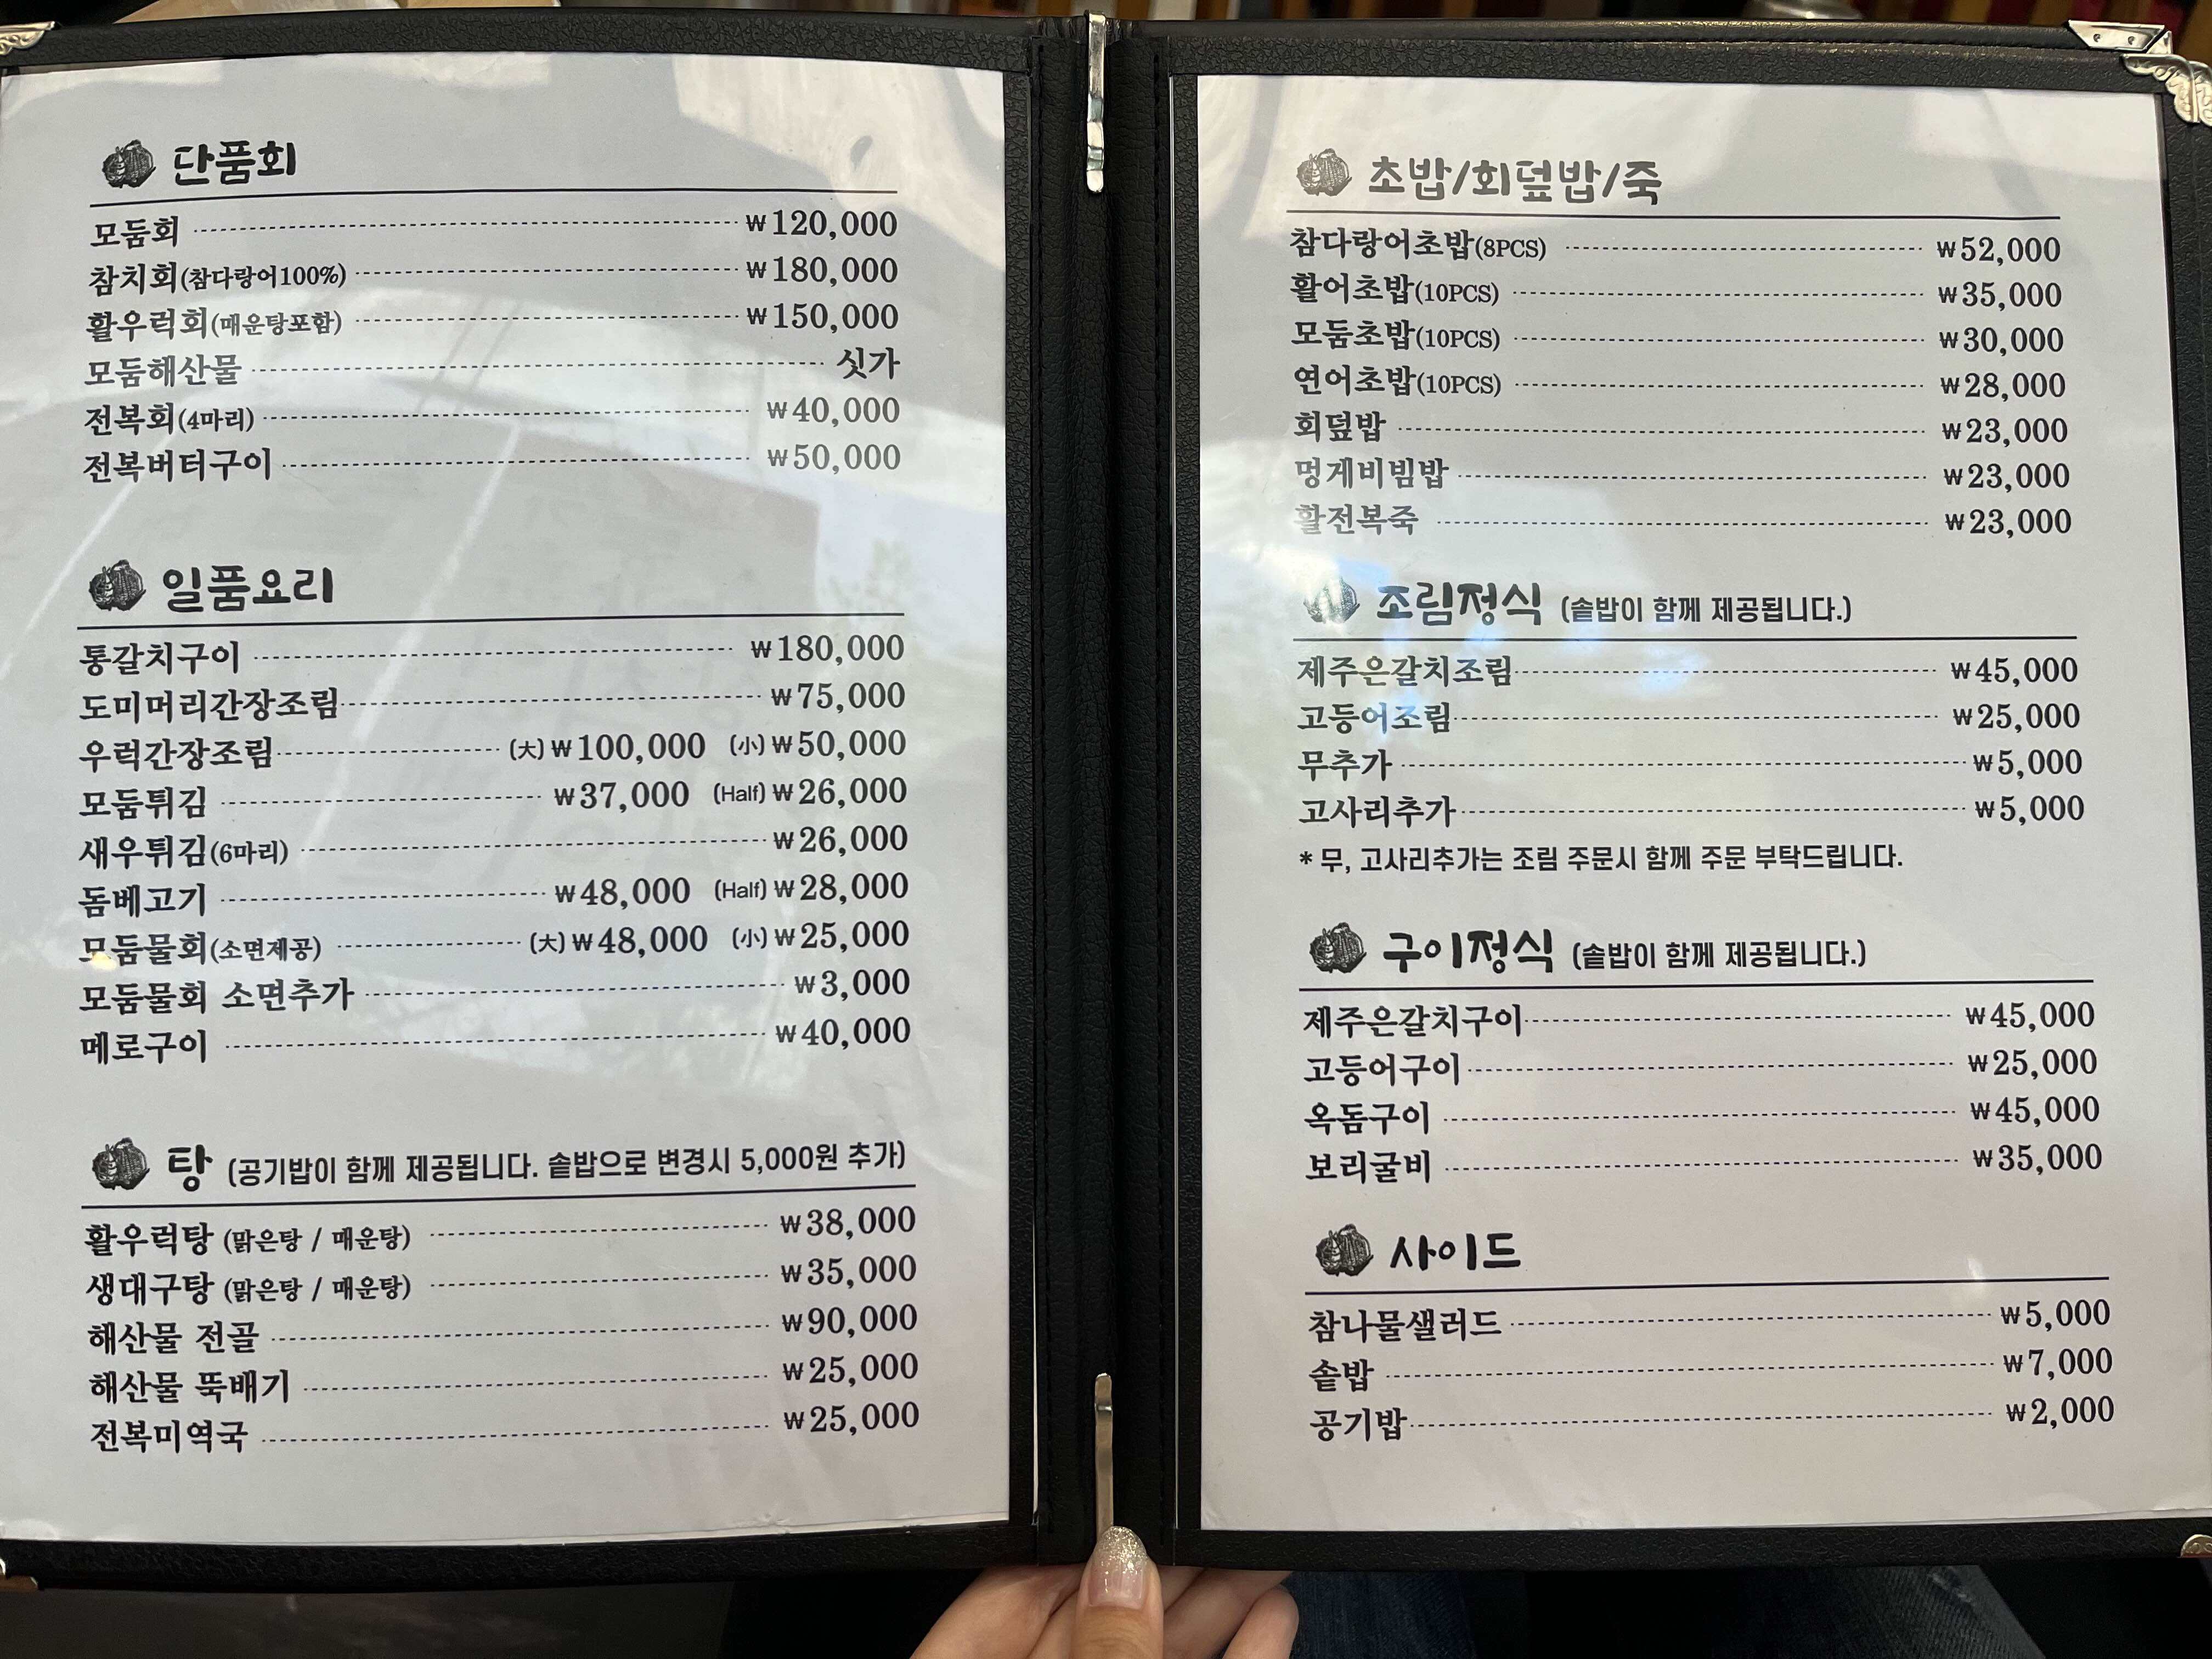 단품회
모둠회 ₩120,000
참치회(참다랑어100%) ₩180,000
활우럭회(매운탕포함) ₩150,000
모둠해산물 싯가
전복회(4마리) ₩40,000
전복버터구이 ₩50,000
일품요리
통갈치구이 ₩180,000
도미머리간장조림 ₩75,000
우럭간장조림 (大)₩100,000 (小)₩50,000
모둠튀김 ₩37,000 (Half)₩26,000
새우튀김(6마리) ₩26,000
돔베고기 ₩48,000 (Half)₩28,000
모둠물회(소면제공) (大)₩48,000 (小)₩25,000
모둠물회 소면추가 ₩3,000
메로구이 ₩40,000
탕 (공기밥이 함께 제공됩니다. 솥밥으로 변경시 5,000원 추가)
활우럭탕 (맑은탕 / 매운탕) ₩38,000
생대구탕 (맑은탕 / 매운탕) ₩35,000
해산물 전골 ₩90,000
해산물 뚝배기 ₩25,000
전복미역국 ₩25,000
초밥/회덮밥/죽
참다랑어초밥(8PCS) ₩52,000
활어초밥(10PCS) ₩35,000
모둠초밥(10PCS) ₩30,000
연어초밥(10PCS) ₩28,000
회덮밥 ₩23,000
멍게비빔밥 ₩23,000
활전복죽 ₩23,000
조림정식 (솥밥이 함께 제공됩니다.)
제주은갈치조림 ₩45,000
고등어조림 ₩25,000
무추가 ₩5,000
고사리추가 ₩5,000
* 무, 고사리추가는 조림 주문시 함께 주문 부탁드립니다.
구이정식 (솥밥이 함께 제공됩니다.)
제주은갈치구이 ₩45,000
고등어구이 ₩25,000
옥돔구이 ₩45,000
보리굴비 ₩35,000
사이드
참나물샐러드 ₩5,000
솥밥 ₩7,000
공기밥 ₩2,000